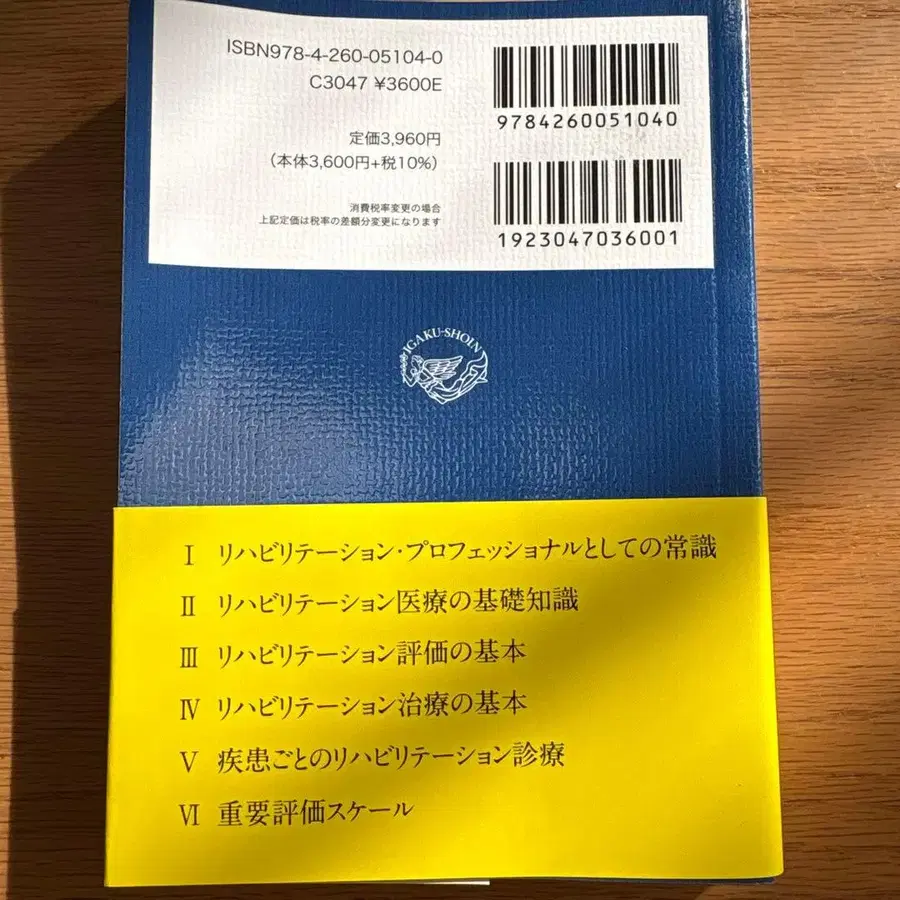 ISBN978-4-260-05104-0
C3047 ¥3600E
定価3,960円
（本体3,600円+税10%）
消費税率変更の場合
上記定価は税率の差額分変更になります
9784260051040
1923047036001
IGAKU-SHOIN
Ⅰ リハビリテーション・プロフェッショナルとしての常識
Ⅱ リハビリテーション医療の基礎知識
Ⅲ リハビリテーション評価の基本
Ⅳ リハビリテーション治療の基本
Ⅴ 疾患ごとのリハビリテーション診療
Ⅵ 重要評価スケール